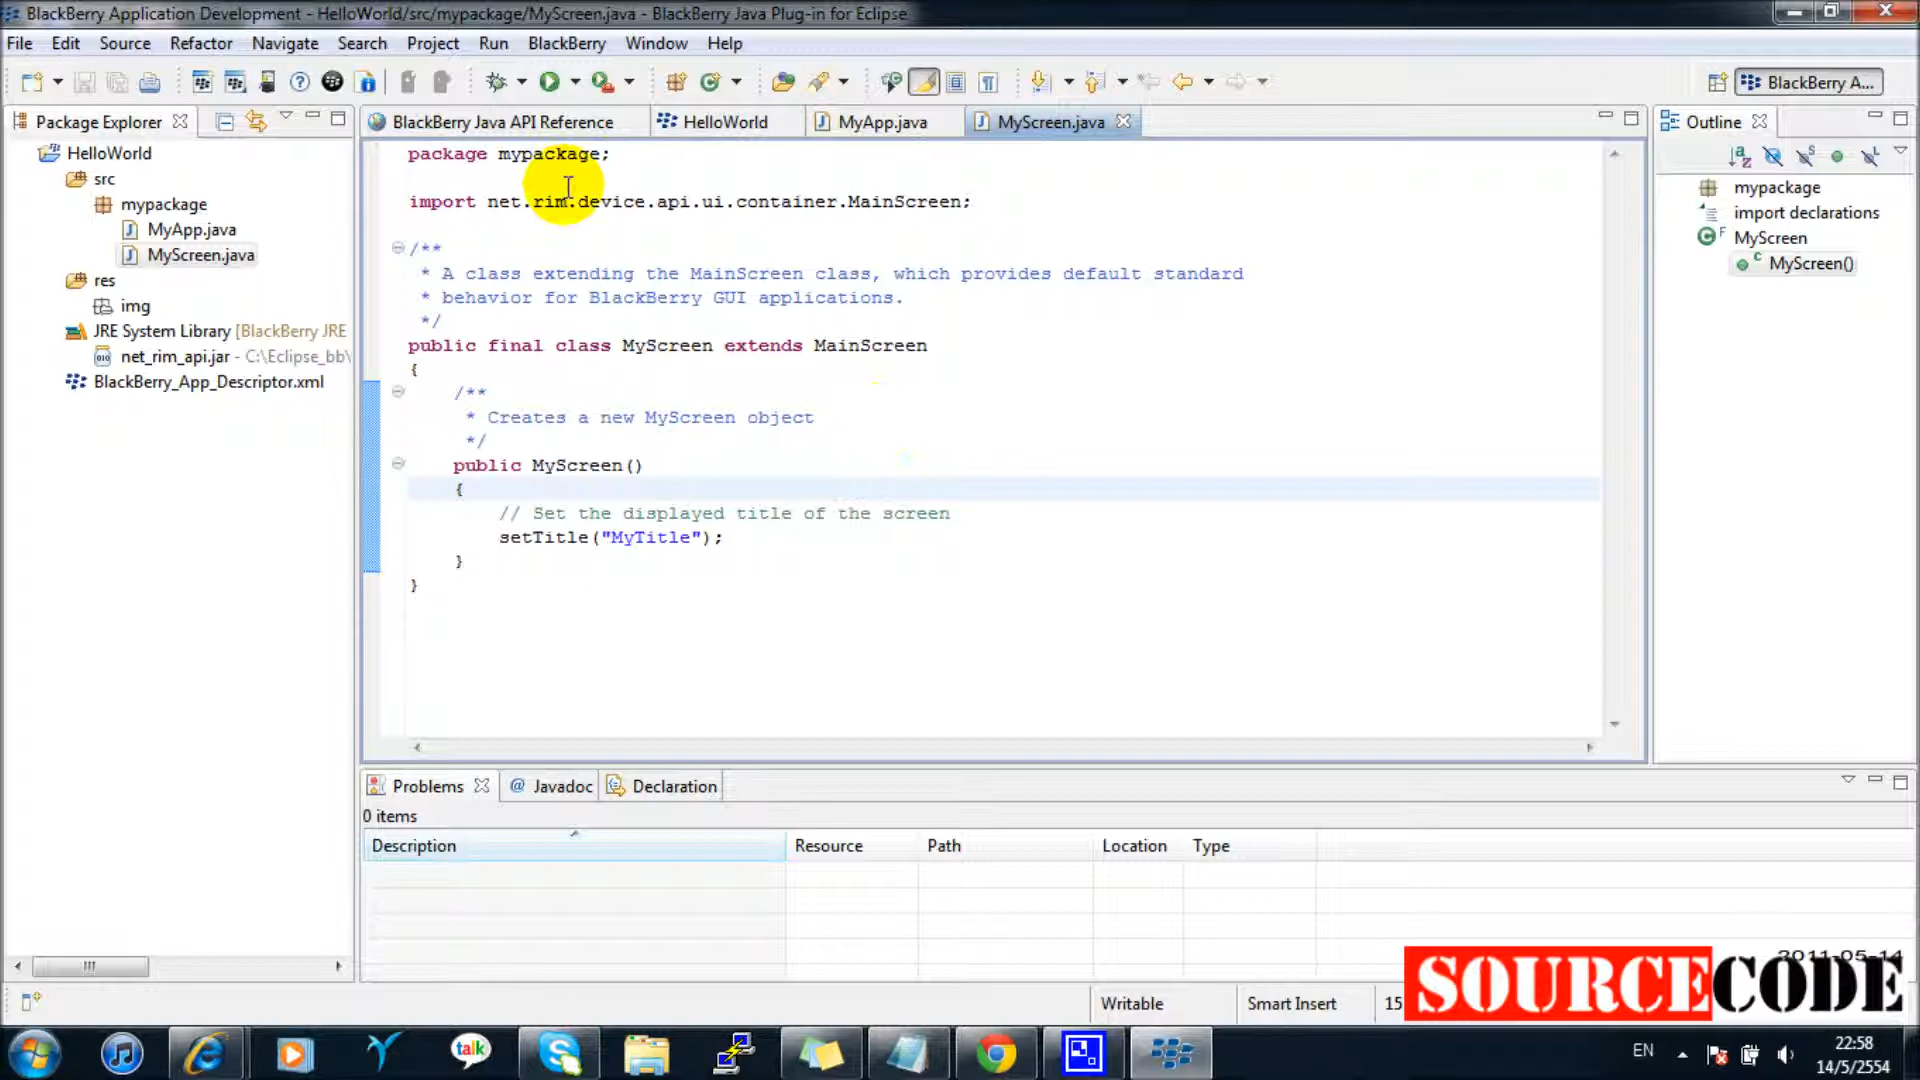 BlackBerry Application Development - HelloWorld/src/mypackage/MyScreen.java - BlackBerry Java Plug-in for Eclipse
File Edit Source Refactor Navigate Search Project Run BlackBerry Window Help
BlackBerry A...
Package Explorer
BlackBerry Java API Reference HelloWorld MyApp.java MyScreen.java
Outline
HelloWorld
src
mypackage
MyApp.java
MyScreen.java
res
img
JRE System Library [BlackBerry JRE
net_rim_api.jar - C:\Eclipse_bb\
BlackBerry_App_Descriptor.xml
package mypackage;
import net.rim.device.api.ui.container.MainScreen;
/**
* A class extending the MainScreen class, which provides default standard
* behavior for BlackBerry GUI applications.
*/
public final class MyScreen extends MainScreen
{
/**
* Creates a new MyScreen object
*/
public MyScreen()
{
// Set the displayed title of the screen
setTitle("MyTitle");
}
}
mypackage
import declarations
MyScreen
MyScreen()
Problems @ Javadoc Declaration
0 items
Description Resource Path Location Type
Writable Smart Insert 15
2011-05-14
SOURCECODE
talk
EN
22:58
14/5/2554